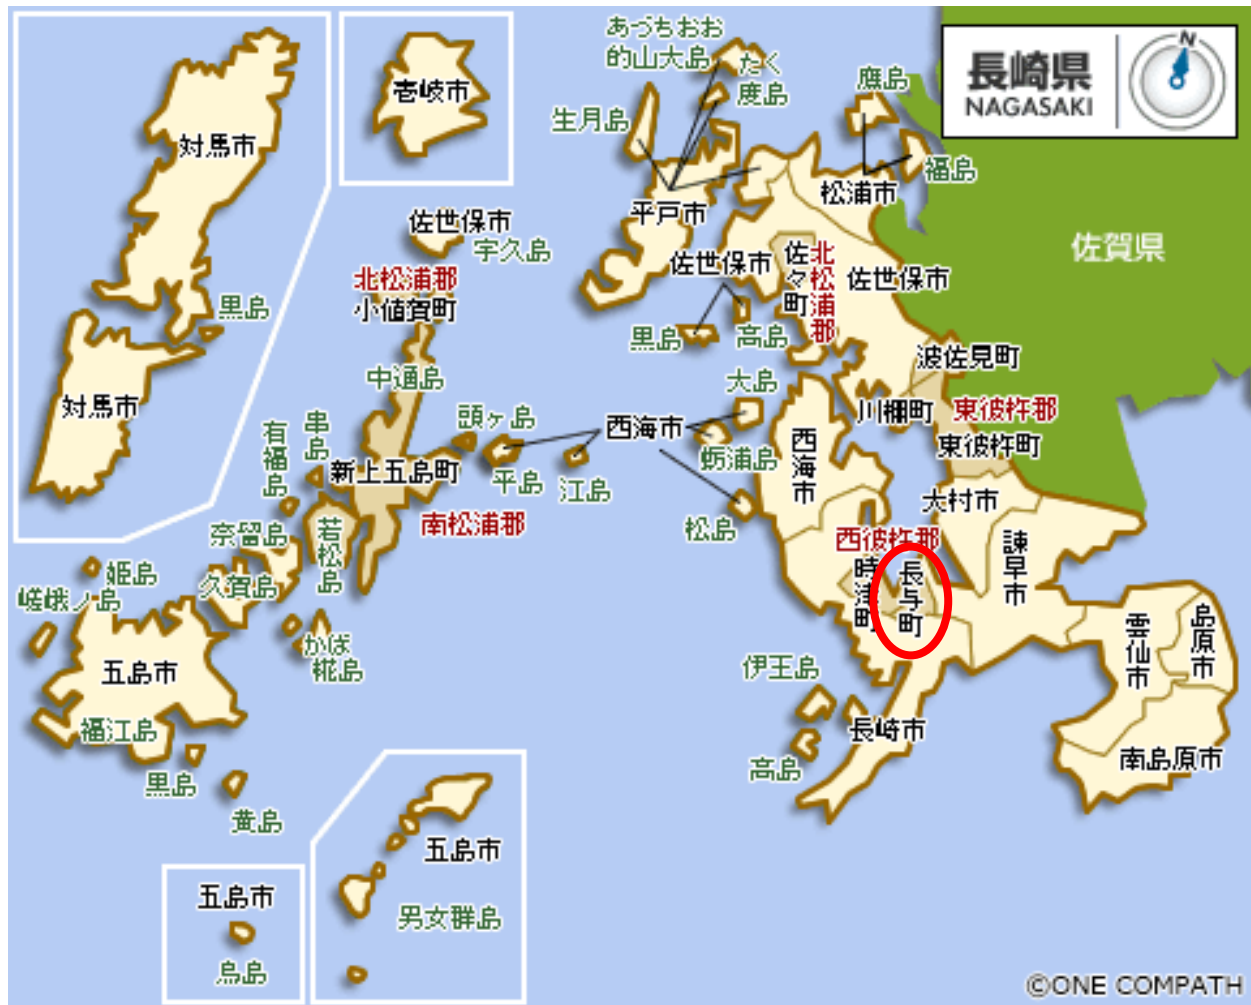 長崎県
NAGASAKI
N
佐賀県
対馬市
黒島
対馬市
壱岐市
あづちおお
的山大島
たく
度島
生月島
鷹島
福島
松浦市
平戸市
佐世保市
宇久島
北松浦郡
小値賀町
佐世保市
佐々町
北松浦郡
佐世保市
黒島
高島
波佐見町
川棚町
東彼杵郡
東彼杵町
中通島
大島
頭ヶ島
西海市
蛎浦島
西海市
串島
有福島
新上五島町
平島
江島
松島
南松浦郡
大村市
奈留島
若松島
西彼杵郡
時津町
長与町
諫早市
姫島
嵯峨ノ島
久賀島
かば
椛島
五島市
福江島
黒島
黄島
伊王島
高島
長崎市
雲仙市
島原市
南島原市
五島市
男女群島
五島市
鳥島
©ONE COMPATH